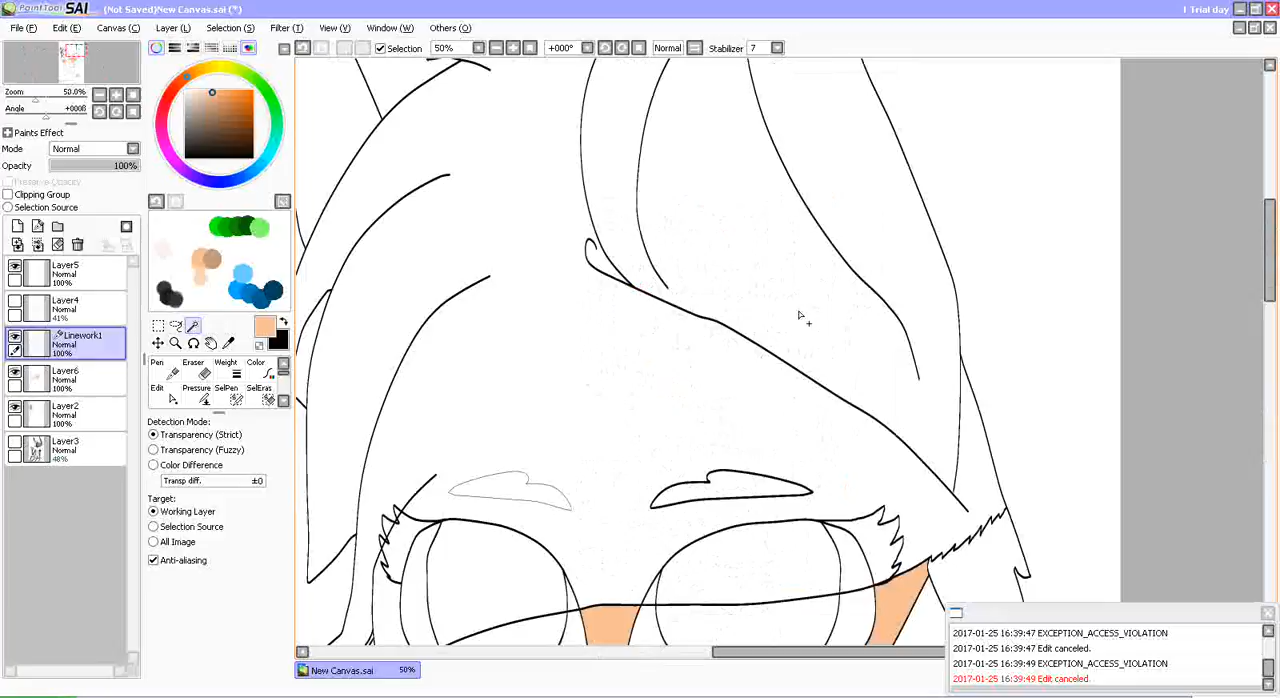 PaintTool SAI (Not Saved)New Canvas.sai (*) 1 Trial day
File (F) Edit (E) Canvas (C) Layer (L) Selection (S) Filter (T) View (V) Window (W) Others (O)
Selection 50% +000° Normal Stabilizer 7
Zoom 50.0%
Angle +000ß
Paints Effect
Mode Normal
Opacity 100%
Preserve Opacity
Clipping Group
Selection Source
Layer5
Normal
100%
Layer4
Normal
41%
Linework1
Normal
100%
Layer6
Normal
100%
Layer2
Normal
100%
Layer3
Normal
48%
Pen Eraser Weight Color
Edit Pressure SelPen SelEras
Detection Mode:
Transparency (Strict)
Transparency (Fuzzy)
Color Difference
Transp diff. ±0
Target:
Working Layer
Selection Source
All Image
Anti-aliasing
New Canvas.sai 50%
2017-01-25 16:39:47 EXCEPTION_ACCESS_VIOLATION
2017-01-25 16:39:47 Edit canceled.
2017-01-25 16:39:49 EXCEPTION_ACCESS_VIOLATION
2017-01-25 16:39:49 Edit canceled.